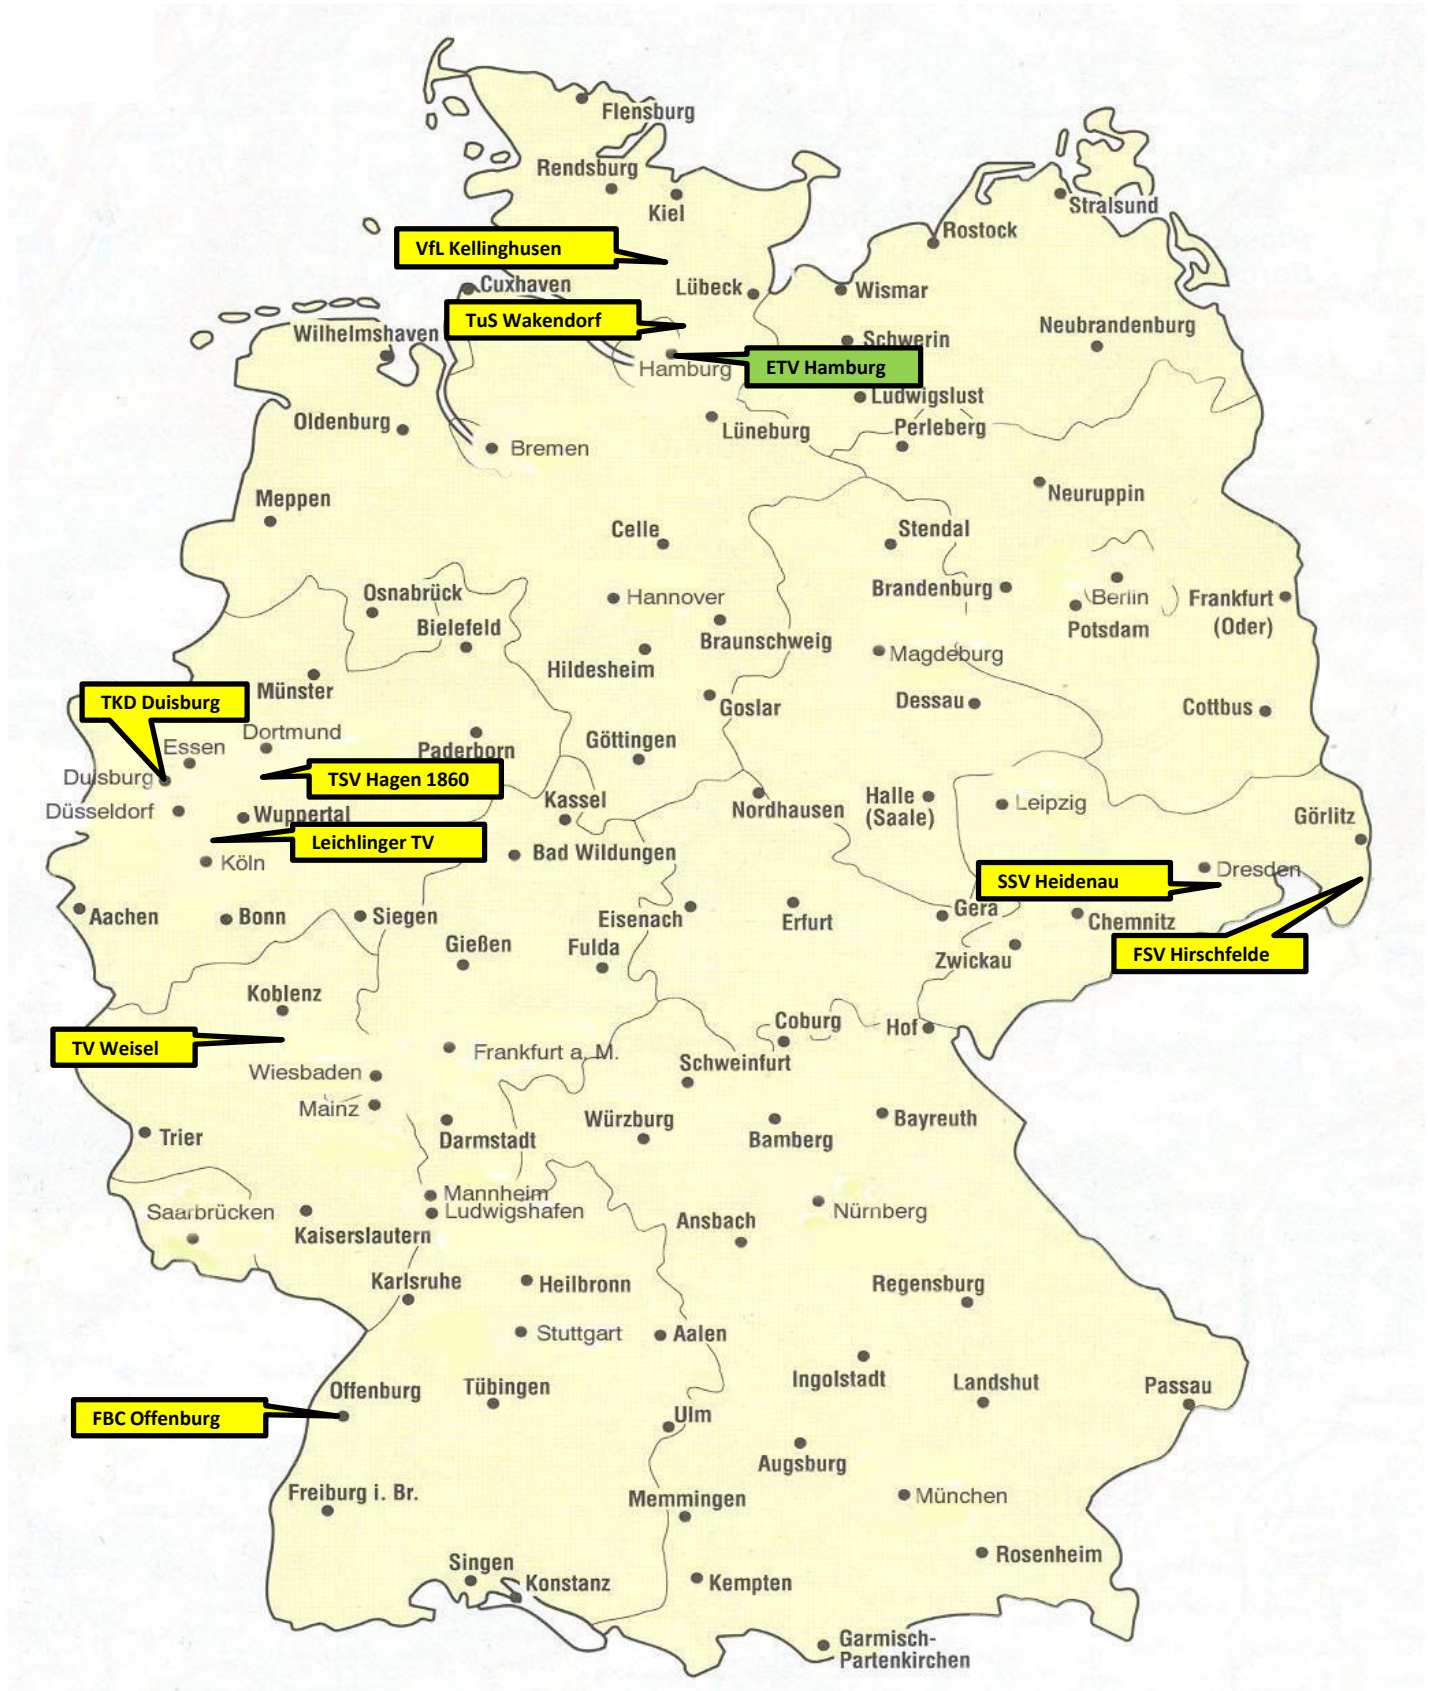 Flensburg
Rendsburg
Kiel
Stralsund
Rostock
VfL Kellinghusen
Cuxhaven
Lübeck
Wismar
TuS Wakendorf
Wilhelmshaven
Schwerin
Neubrandenburg
Hamburg
ETV Hamburg
Ludwigslust
Oldenburg
Lüneburg
Perleberg
Bremen
Meppen
Neuruppin
Celle
Stendal
Osnabrück
Hannover
Brandenburg
Berlin
Frankfurt
(Oder)
Bielefeld
Braunschweig
Potsdam
Hildesheim
Magdeburg
Münster
TKD Duisburg
Goslar
Dessau
Cottbus
Dortmund
Essen
Paderborn
Göttingen
Duisburg
TSV Hagen 1860
Kassel
Nordhausen
Halle
(Saale)
Leipzig
Görlitz
Düsseldorf
Wuppertal
Leichlinger TV
Köln
Bad Wildungen
Dresden
SSV Heidenau
Aachen
Bonn
Siegen
Eisenach
Erfurt
Gera
Chemnitz
Gießen
Fulda
Zwickau
FSV Hirschfelde
Koblenz
Coburg
Hof
TV Weisel
Frankfurt a. M.
Schweinfurt
Wiesbaden
Mainz
Würzburg
Bayreuth
Trier
Darmstadt
Bamberg
Mannheim
Ludwigshafen
Saarbrücken
Nürnberg
Ansbach
Kaiserslautern
Karlsruhe
Heilbronn
Regensburg
Stuttgart
Aalen
Offenburg
Tübingen
Ingolstadt
Landshut
Passau
FBC Offenburg
Ulm
Augsburg
Freiburg i. Br.
Memmingen
München
Rosenheim
Singen
Konstanz
Kempten
Garmisch-
Partenkirchen